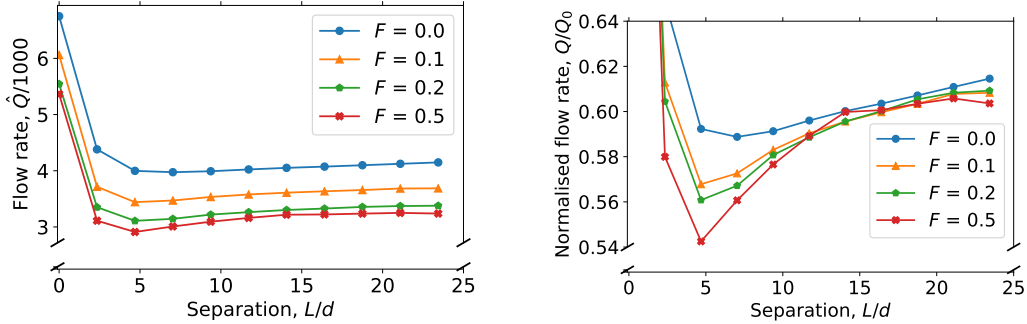 Flow rate, Q̂/1000
6
5
4
3
0
5
10
15
20
25
Separation, L/d
F = 0.0
F = 0.1
F = 0.2
F = 0.5
Normalised flow rate, Q/Q₀
0.64
0.62
0.60
0.58
0.56
0.54
0
5
10
15
20
25
Separation, L/d
F = 0.0
F = 0.1
F = 0.2
F = 0.5